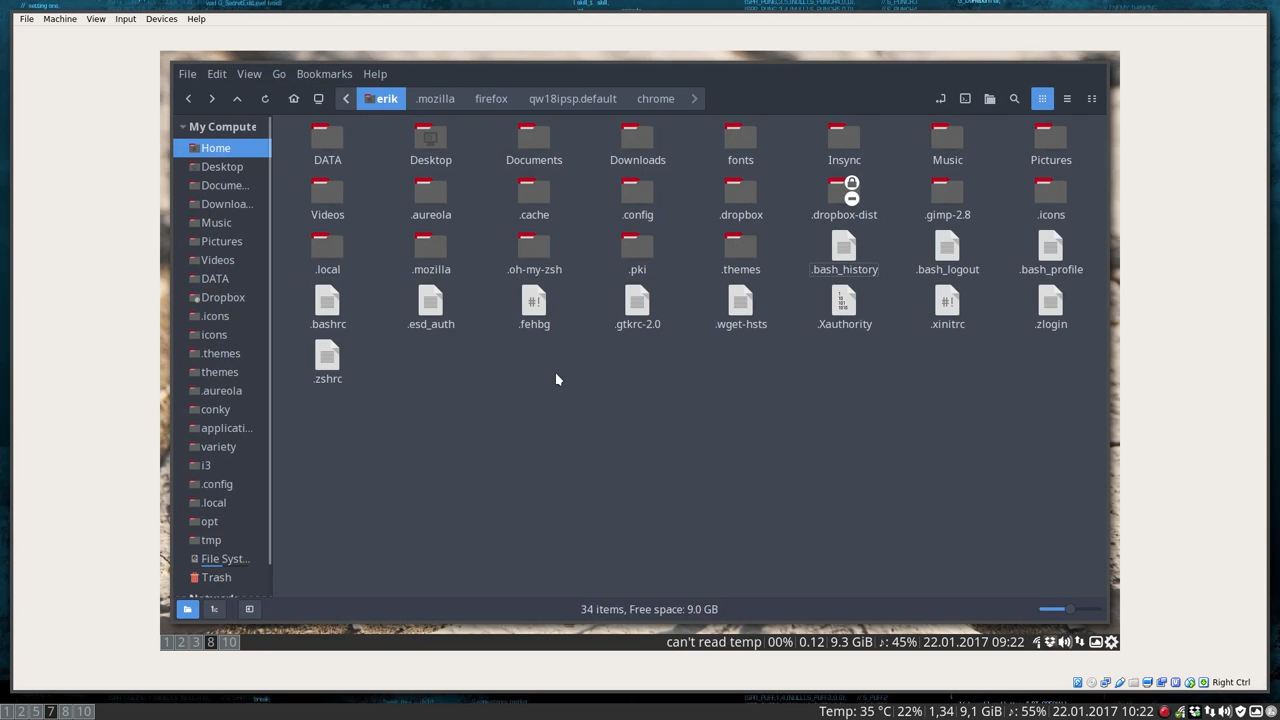 File Machine View Input Devices Help
File Edit View Go Bookmarks Help
erik .mozilla firefox qw18ipsp.default chrome
My Compute
Home
Desktop
Docume...
Downloa...
Music
Pictures
Videos
DATA
Dropbox
.icons
icons
.themes
themes
.aureola
conky
applicati...
variety
i3
.config
.local
opt
tmp
File Syst...
Trash
DATA Desktop Documents Downloads fonts Insync Music Pictures
Videos .aureola .cache .config .dropbox .dropbox-dist .gimp-2.8 .icons
.local .mozilla .oh-my-zsh .pki .themes .bash_history .bash_logout .bash_profile
.bashrc .esd_auth .fehbg .gtkrc-2.0 .wget-hsts .Xauthority .xinitrc .zlogin
.zshrc
34 items, Free space: 9.0 GB
1 2 3 8 10 can't read temp 00% 0.12 9.3 GiB ♪: 45% 22.01.2017 09:22
Right Ctrl
1 2 5 7 8 10 Temp: 35 °C 22% 1,34 9,1 GiB ♪: 55% 22.01.2017 10:22